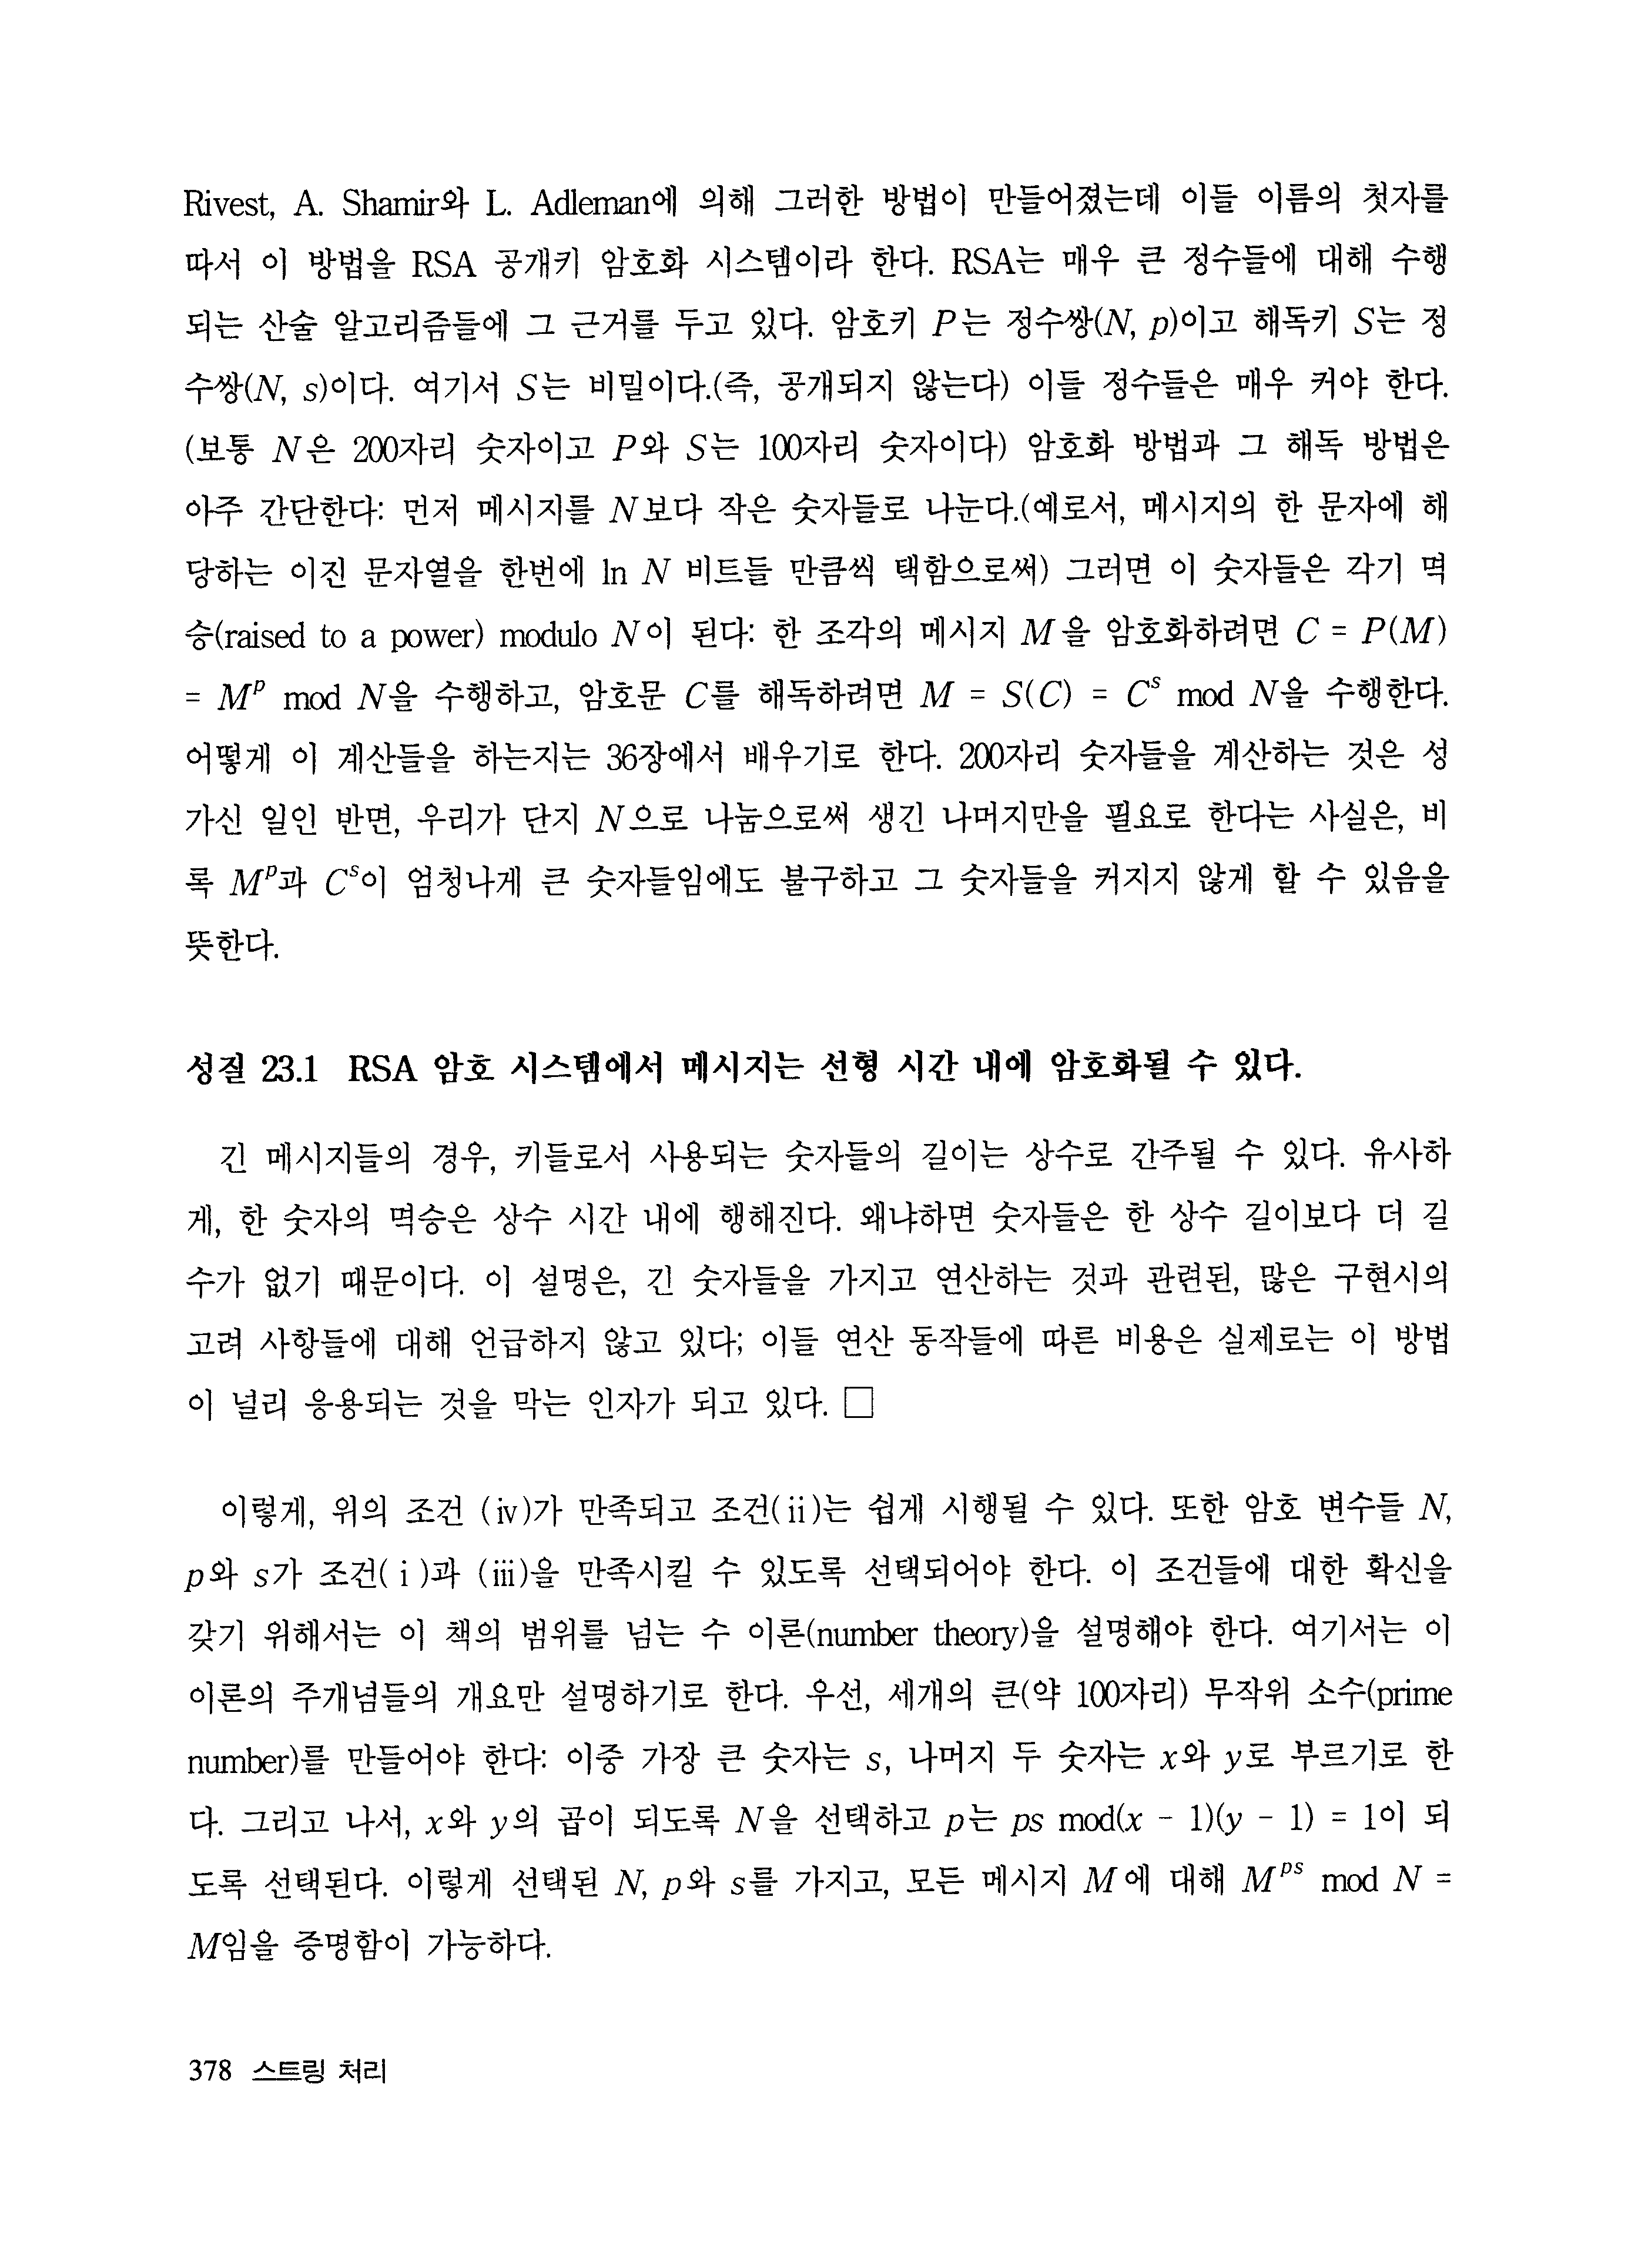 Rivest, A. Shamir와 L. Adleman에 의해 그러한 방법이 만들어졌는데 이들 이름의 첫자를
따서 이 방법을 RSA 공개키 암호화 시스템이라 한다. RSA는 매우 큰 정수들에 대해 수행
되는 산술 알고리즘들에 그 근거를 두고 있다. 암호키 P는 정수쌍(N, p)이고 해독키 S는 정
수쌍(N, s)이다. 여기서 S는 비밀이다.(즉, 공개되지 않는다) 이들 정수들은 매우 커야 한다.
(보통 N은 200자리 숫자이고 P와 S는 100자리 숫자이다) 암호화 방법과 그 해독 방법은
아주 간단한다: 먼저 메시지를 N보다 작은 숫자들로 나눈다.(예로서, 메시지의 한 문자에 해
당하는 이진 문자열을 한번에 ln N 비트들 만큼씩 택함으로써) 그러면 이 숫자들은 각기 멱
승(raised to a power) modulo N이 된다: 한 조각의 메시지 M을 암호화하려면 C = P(M)
= M^p mod N을 수행하고, 암호문 C를 해독하려면 M = S(C) = C^s mod N을 수행한다.
어떻게 이 계산들을 하는지는 36장에서 배우기로 한다. 200자리 숫자들을 계산하는 것은 성
가신 일인 반면, 우리가 단지 N으로 나눔으로써 생긴 나머지만을 필요로 한다는 사실은, 비
록 M^p과 C^s이 엄청나게 큰 숫자들임에도 불구하고 그 숫자들을 커지지 않게 할 수 있음을
뜻한다.
성질 23.1 RSA 암호 시스템에서 메시지는 선형 시간 내에 암호화될 수 있다.
긴 메시지들의 경우, 키들로서 사용되는 숫자들의 길이는 상수로 간주될 수 있다. 유사하
게, 한 숫자의 멱승은 상수 시간 내에 행해진다. 왜냐하면 숫자들은 한 상수 길이보다 더 길
수가 없기 때문이다. 이 설명은, 긴 숫자들을 가지고 연산하는 것과 관련된, 많은 구현시의
고려 사항들에 대해 언급하지 않고 있다; 이들 연산 동작들에 따른 비용은 실제로는 이 방법
이 널리 응용되는 것을 막는 인자가 되고 있다. □
이렇게, 위의 조건 (ⅳ)가 만족되고 조건(ⅱ)는 쉽게 시행될 수 있다. 또한 암호 변수들 N,
p와 s가 조건(ⅰ)과 (ⅲ)을 만족시킬 수 있도록 선택되어야 한다. 이 조건들에 대한 확신을
갖기 위해서는 이 책의 범위를 넘는 수 이론(number theory)을 설명해야 한다. 여기서는 이
이론의 주개념들의 개요만 설명하기로 한다. 우선, 세개의 큰(약 100자리) 무작위 소수(prime
number)를 만들어야 한다: 이중 가장 큰 숫자는 s, 나머지 두 숫자는 x와 y로 부르기로 한
다. 그리고 나서, x와 y의 곱이 되도록 N을 선택하고 p는 ps mod(x - 1)(y - 1) = 1이 되
도록 선택된다. 이렇게 선택된 N, p와 s를 가지고, 모든 메시지 M에 대해 M^ps mod N =
M임을 증명함이 가능하다.
378 스트링 처리